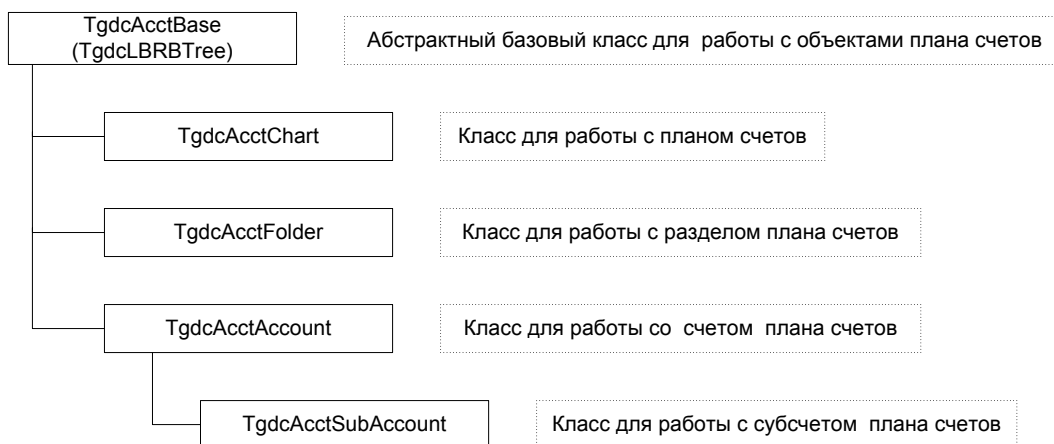 TgdcAcctBase
(TgdcLBRBTree)
Абстрактный базовый класс для работы с объектами плана счетов
TgdcAcctChart
Класс для работы с планом счетов
TgdcAcctFolder
Класс для работы с разделом плана счетов
TgdcAcctAccount
Класс для работы со счетом плана счетов
TgdcAcctSubAccount
Класс для работы с субсчетом плана счетов